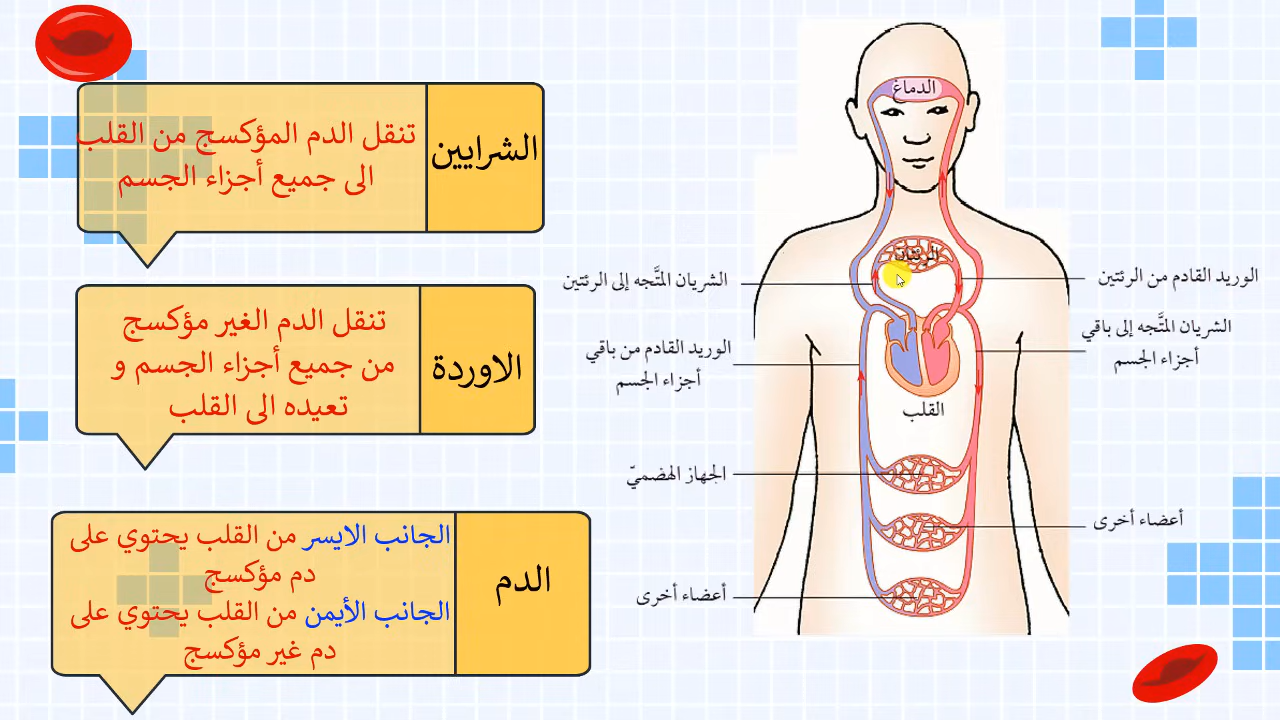 الشرايين
تنقل الدم المؤكسج من القلب
الى جميع أجزاء الجسم
الاوردة
تنقل الدم الغير مؤكسج
من جميع أجزاء الجسم و
تعيده الى القلب
الدم
الجانب الايسر من القلب يحتوي على
دم مؤكسج
الجانب الأيمن من القلب يحتوي على
دم غير مؤكسج
الدماغ
الرئتان
الوريد القادم من الرئتين
الشريان المتَّجه إلى باقي
أجزاء الجسم
أعضاء أخرى
الشريان المتَّجه إلى الرئتين
الوريد القادم من باقي
أجزاء الجسم
القلب
الجهاز الهضميّ
أعضاء أخرى